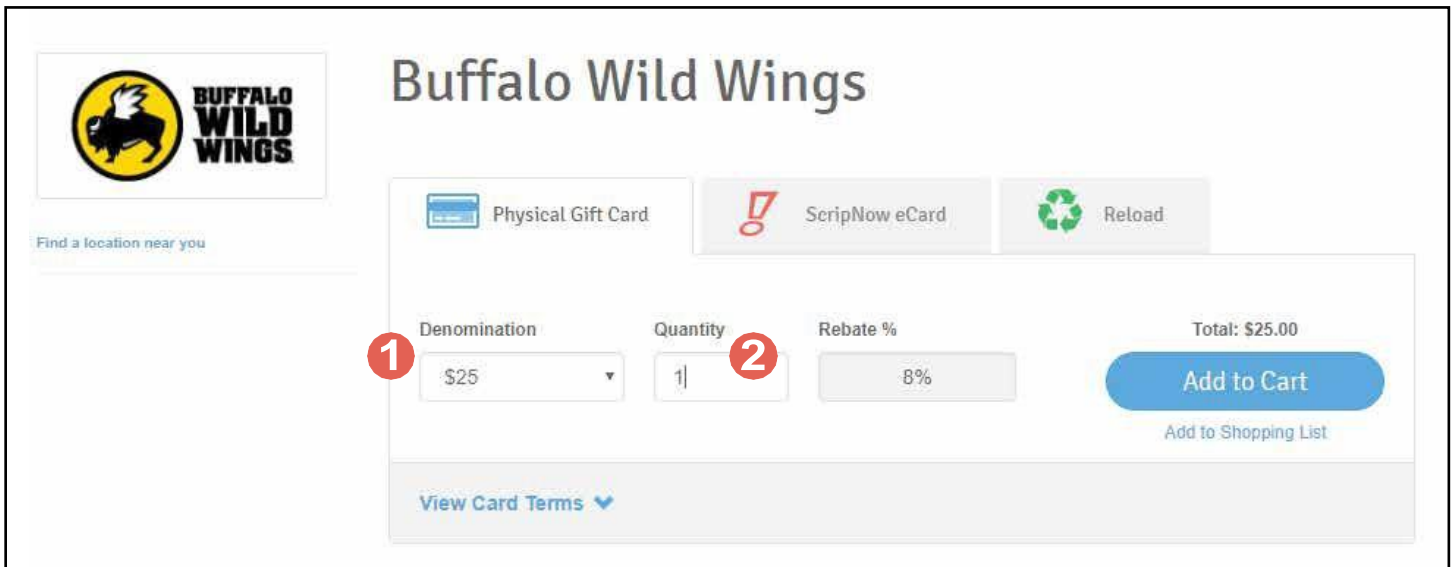 BUFFALO
WILD
WINGS
Find a location near you
Buffalo Wild Wings
Physical Gift Card
ScripNow eCard
Reload
Denomination
Quantity
Rebate %
Total: $25.00
1
$25
1
2
8%
Add to Cart
Add to Shopping List
View Card Terms